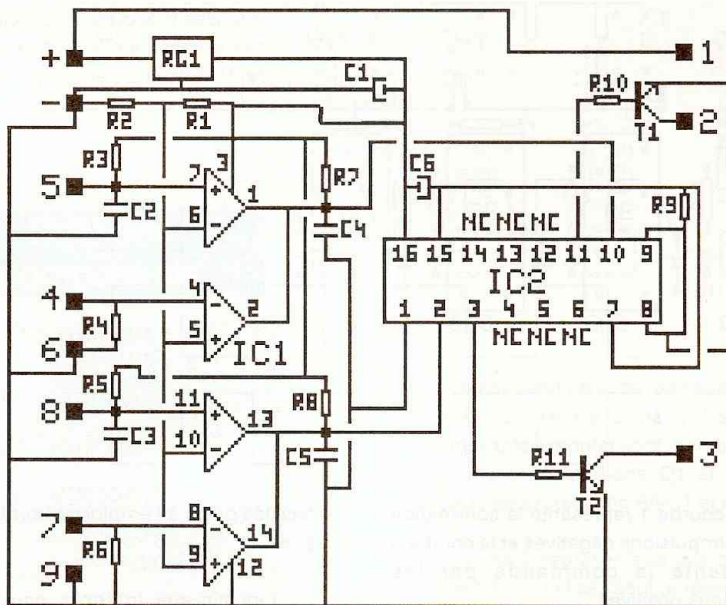 + RG1 C1 1
- R2 R1 R10 2
T1
R3 3 R7 C6 R9
5 7 + 1
C2 6 - C4 NC NC NC
16 15 14 13 12 11 10 9
IC2
4 4 - 2
R4 5 + IC1 1 2 3 4 5 6 7 8
6 NC NC NC
R5 R8
8 11 + 13
C3 10 - C5 3
R11
T2
7 8 - 14
R6 9 + 12
9